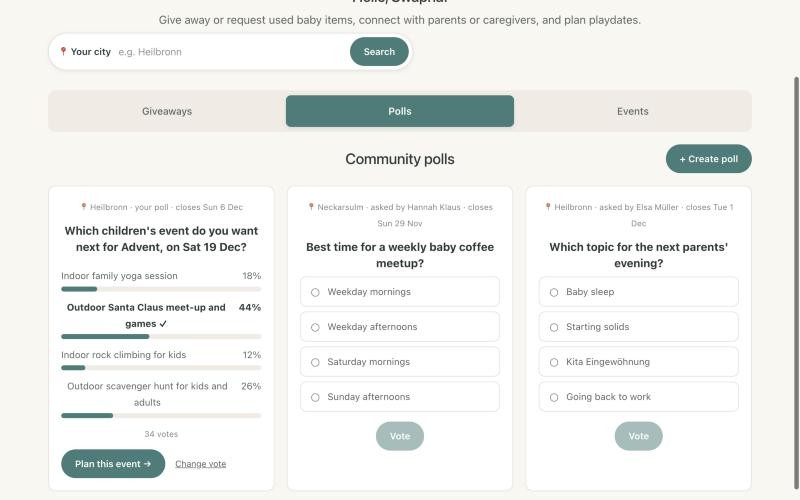 Give away or request used baby items, connect with parents or caregivers, and plan playdates.
Your city e.g. Heilbronn
Search
Giveaways
Polls
Events
Community polls
+ Create poll
Heilbronn · your poll · closes Sun 6 Dec
Which children's event do you want
next for Advent, on Sat 19 Dec?
Indoor family yoga session 18%
Outdoor Santa Claus meet-up and 44%
games ✓
Indoor rock climbing for kids 12%
Outdoor scavenger hunt for kids and 26%
adults
34 votes
Plan this event →
Change vote
Neckarsulm · asked by Hannah Klaus · closes
Sun 29 Nov
Best time for a weekly baby coffee
meetup?
Weekday mornings
Weekday afternoons
Saturday mornings
Sunday afternoons
Vote
Heilbronn · asked by Elsa Müller · closes Tue 1
Dec
Which topic for the next parents'
evening?
Baby sleep
Starting solids
Kita Eingewöhnung
Going back to work
Vote